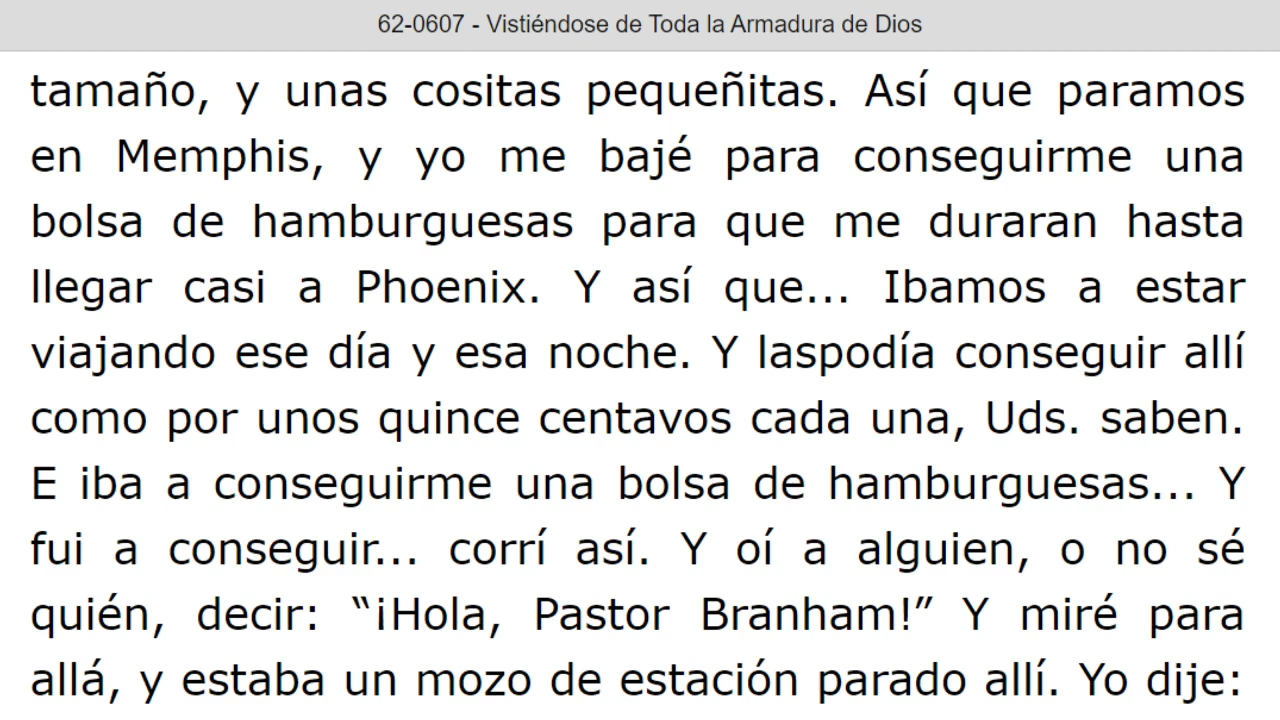 62-0607 - Vistiéndose de Toda la Armadura de Dios
tamaño, y unas cositas pequeñitas. Así que paramos
en Memphis, y yo me bajé para conseguirme una
bolsa de hamburguesas para que me duraran hasta
llegar casi a Phoenix. Y así que... Ibamos a estar
viajando ese día y esa noche. Y laspodía conseguir allí
como por unos quince centavos cada una, Uds. saben.
E iba a conseguirme una bolsa de hamburguesas... Y
fui a conseguir... corrí así. Y oí a alguien, o no sé
quién, decir: “¡Hola, Pastor Branham!” Y miré para
allá, y estaba un mozo de estación parado allí. Yo dije: